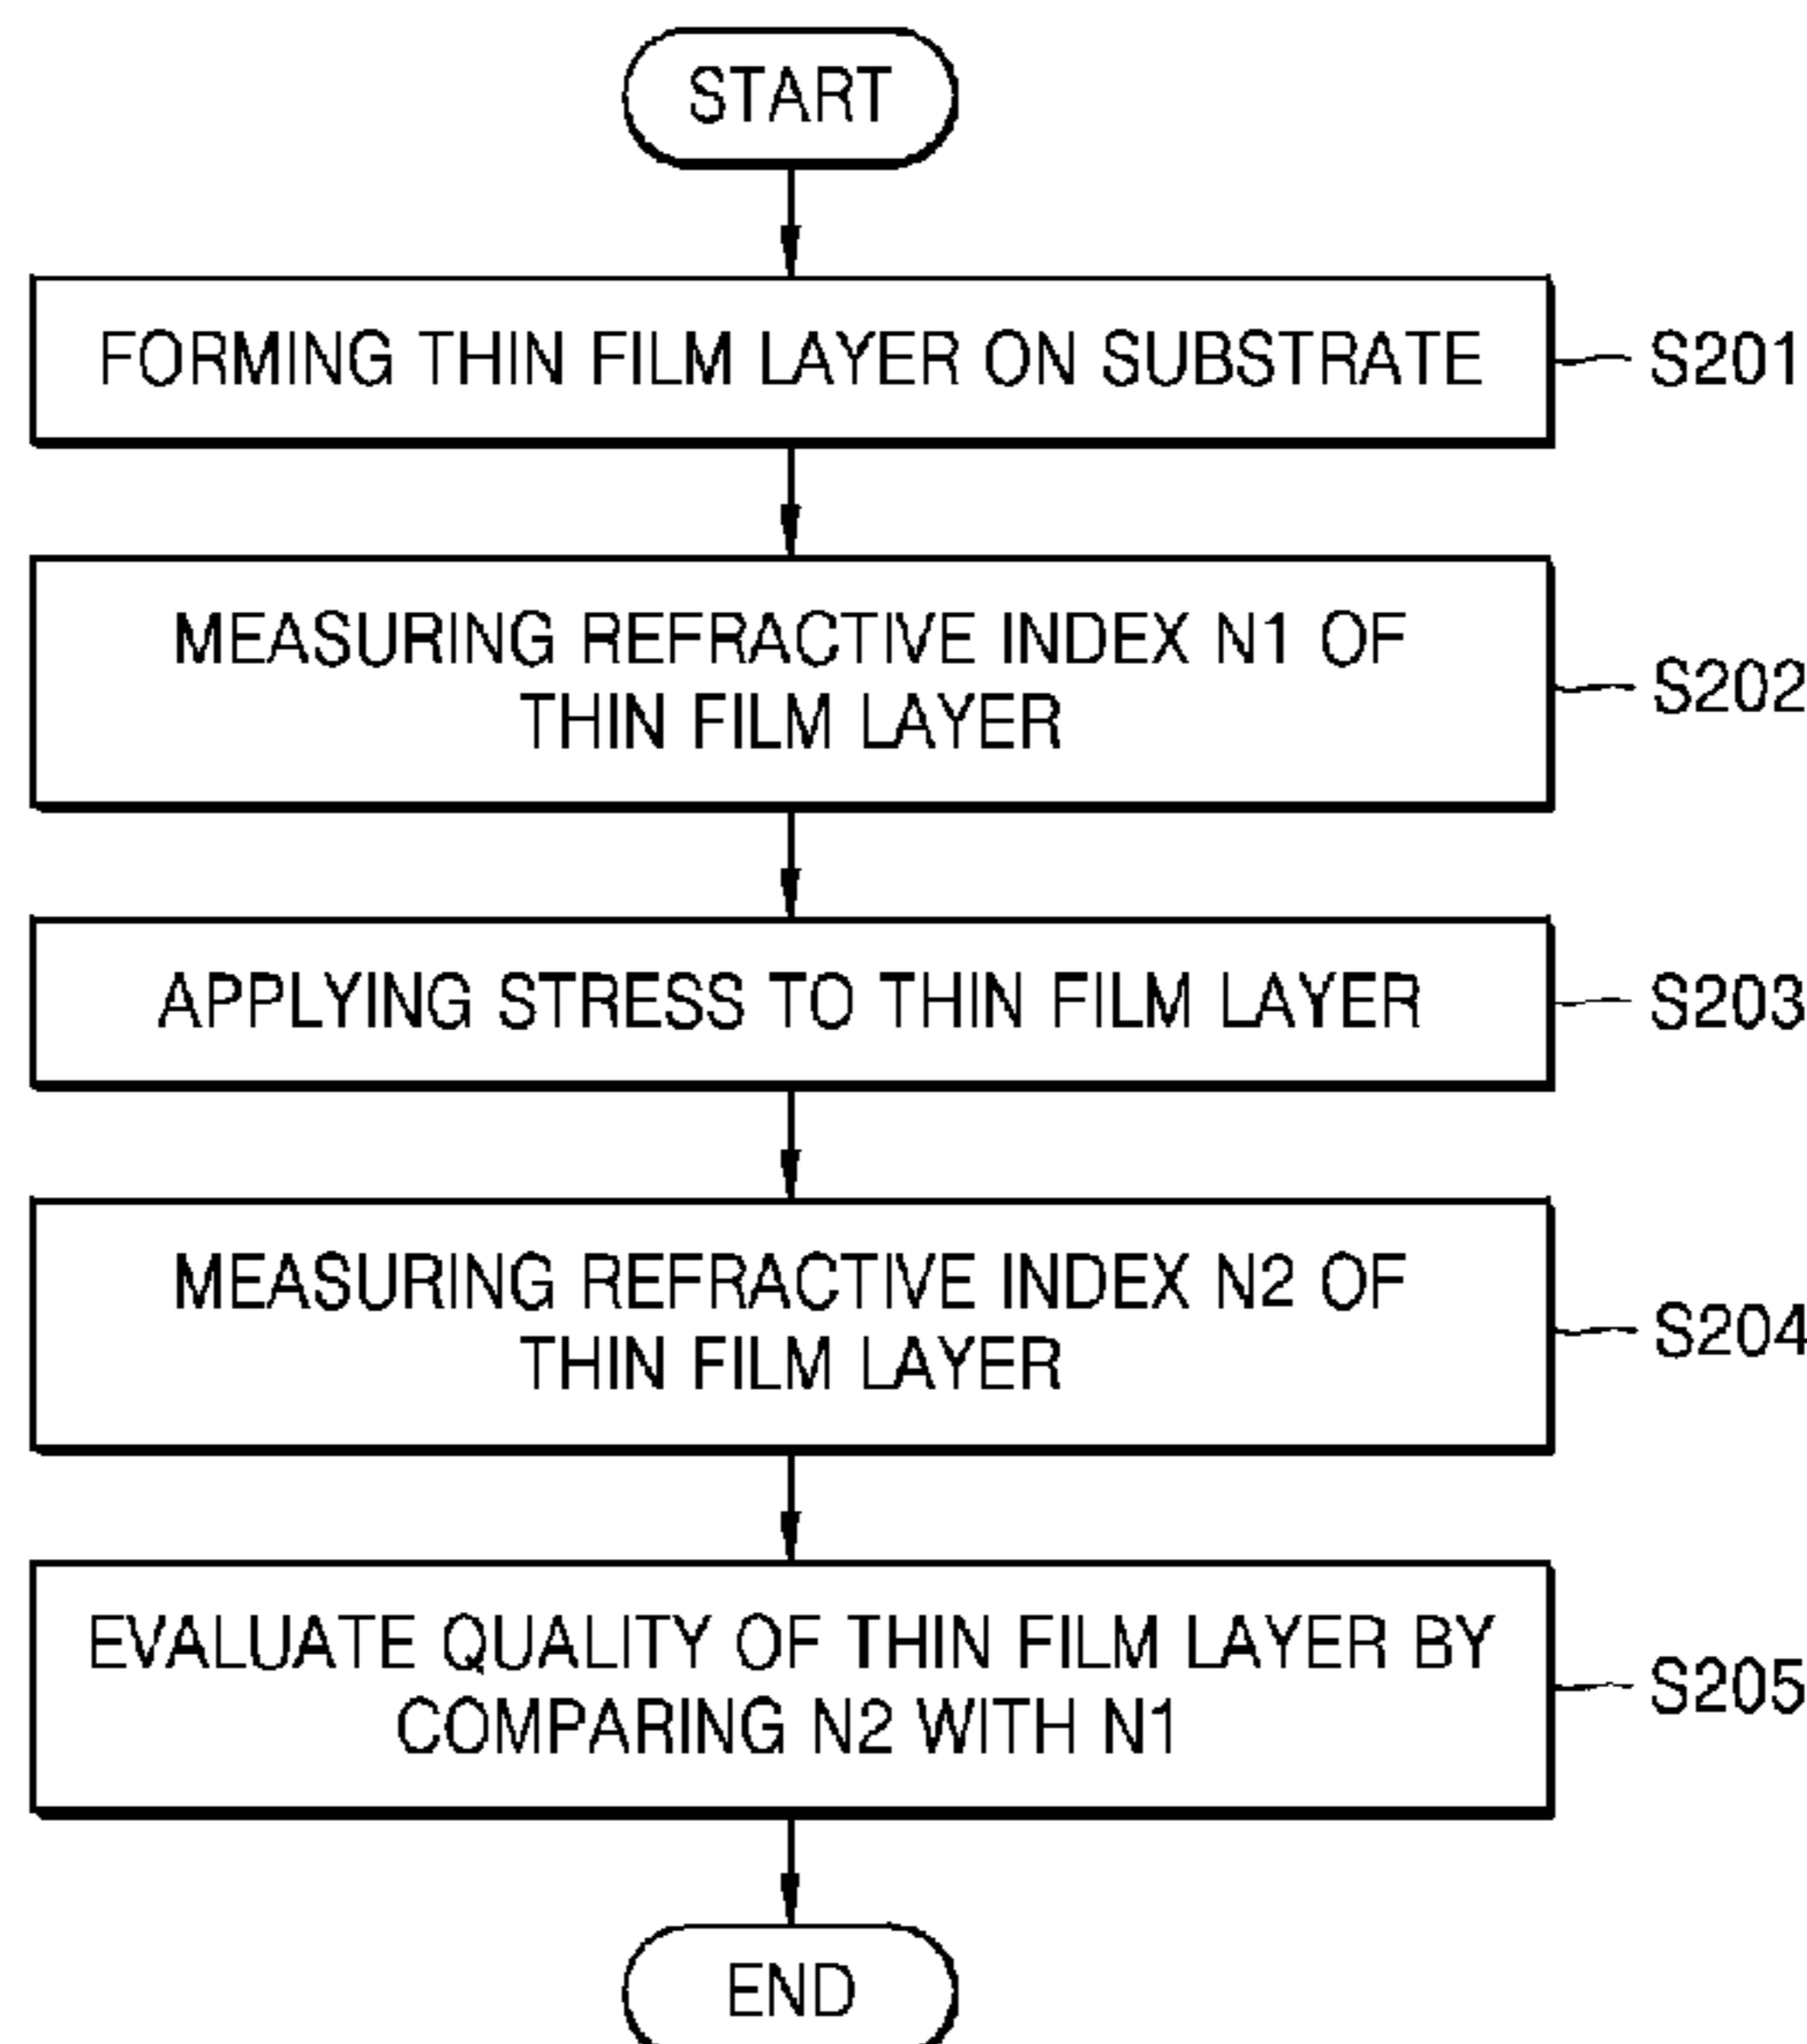 START
FORMING THIN FILM LAYER ON SUBSTRATE
S201
MEASURING REFRACTIVE INDEX N1 OF
THIN FILM LAYER
S202
APPLYING STRESS TO THIN FILM LAYER
S203
MEASURING REFRACTIVE INDEX N2 OF
THIN FILM LAYER
S204
EVALUATE QUALITY OF THIN FILM LAYER BY
COMPARING N2 WITH N1
S205
END